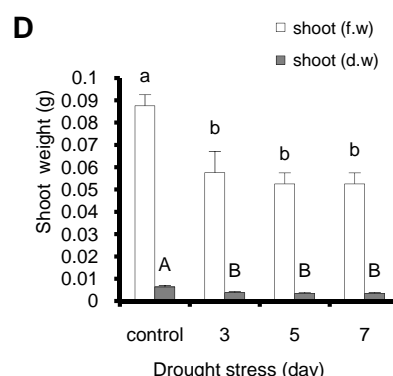 D
shoot (f.w)
shoot (d.w)
Shoot weight (g)
0.1
0.09
0.08
0.07
0.06
0.05
0.04
0.03
0.02
0.01
0
a
b
b
b
A
B
B
B
control 3 5 7
Drought stress (day)